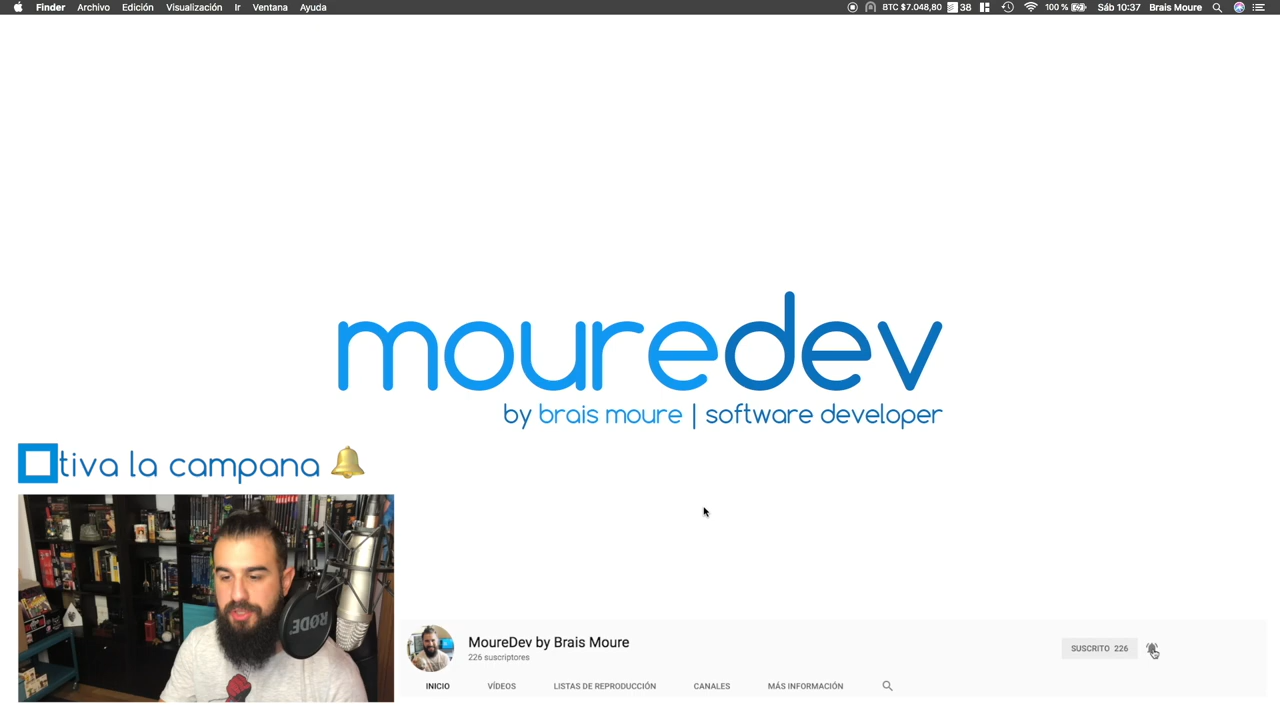 Finder Archivo Edición Visualización Ir Ventana Ayuda BTC $7.048,80 38 100 % Sáb 10:37 Brais Moure
mouredev
by brais moure | software developer
tiva la campana
RØDE
MoureDev by Brais Moure
226 suscriptores
SUSCRITO 226
INICIO VÍDEOS LISTAS DE REPRODUCCIÓN CANALES MÁS INFORMACIÓN